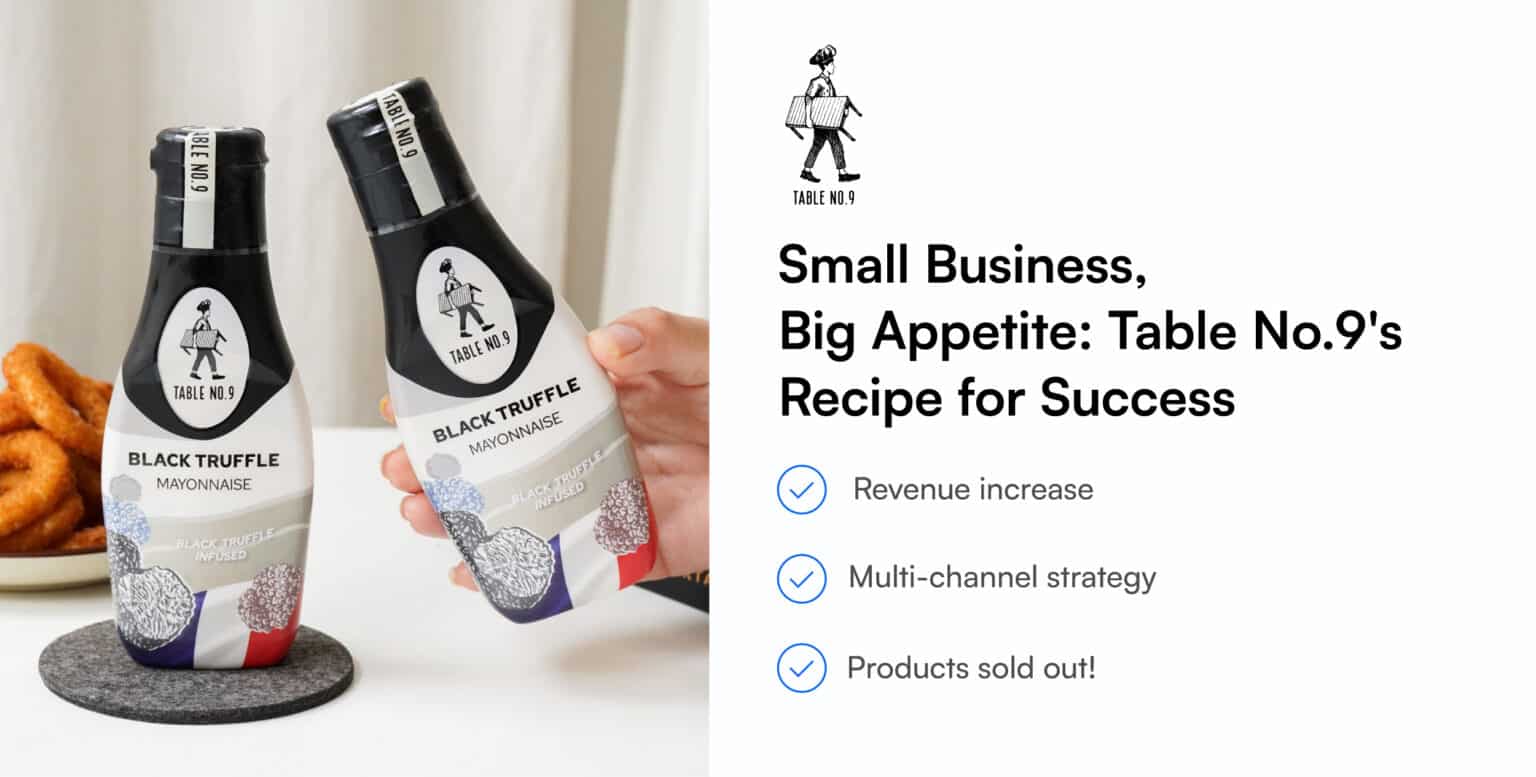 TABLE NO.9
TABLE NO.9
BLACK TRUFFLE
MAYONNAISE
BLACK TRUFFLE
INFUSED
TABLE NO.9
TABLE NO.9
BLACK TRUFFLE
MAYONNAISE
BLACK TRUFFLE
INFUSED
TABLE NO.9
Small Business,
Big Appetite: Table No.9's
Recipe for Success
Revenue increase
Multi-channel strategy
Products sold out!